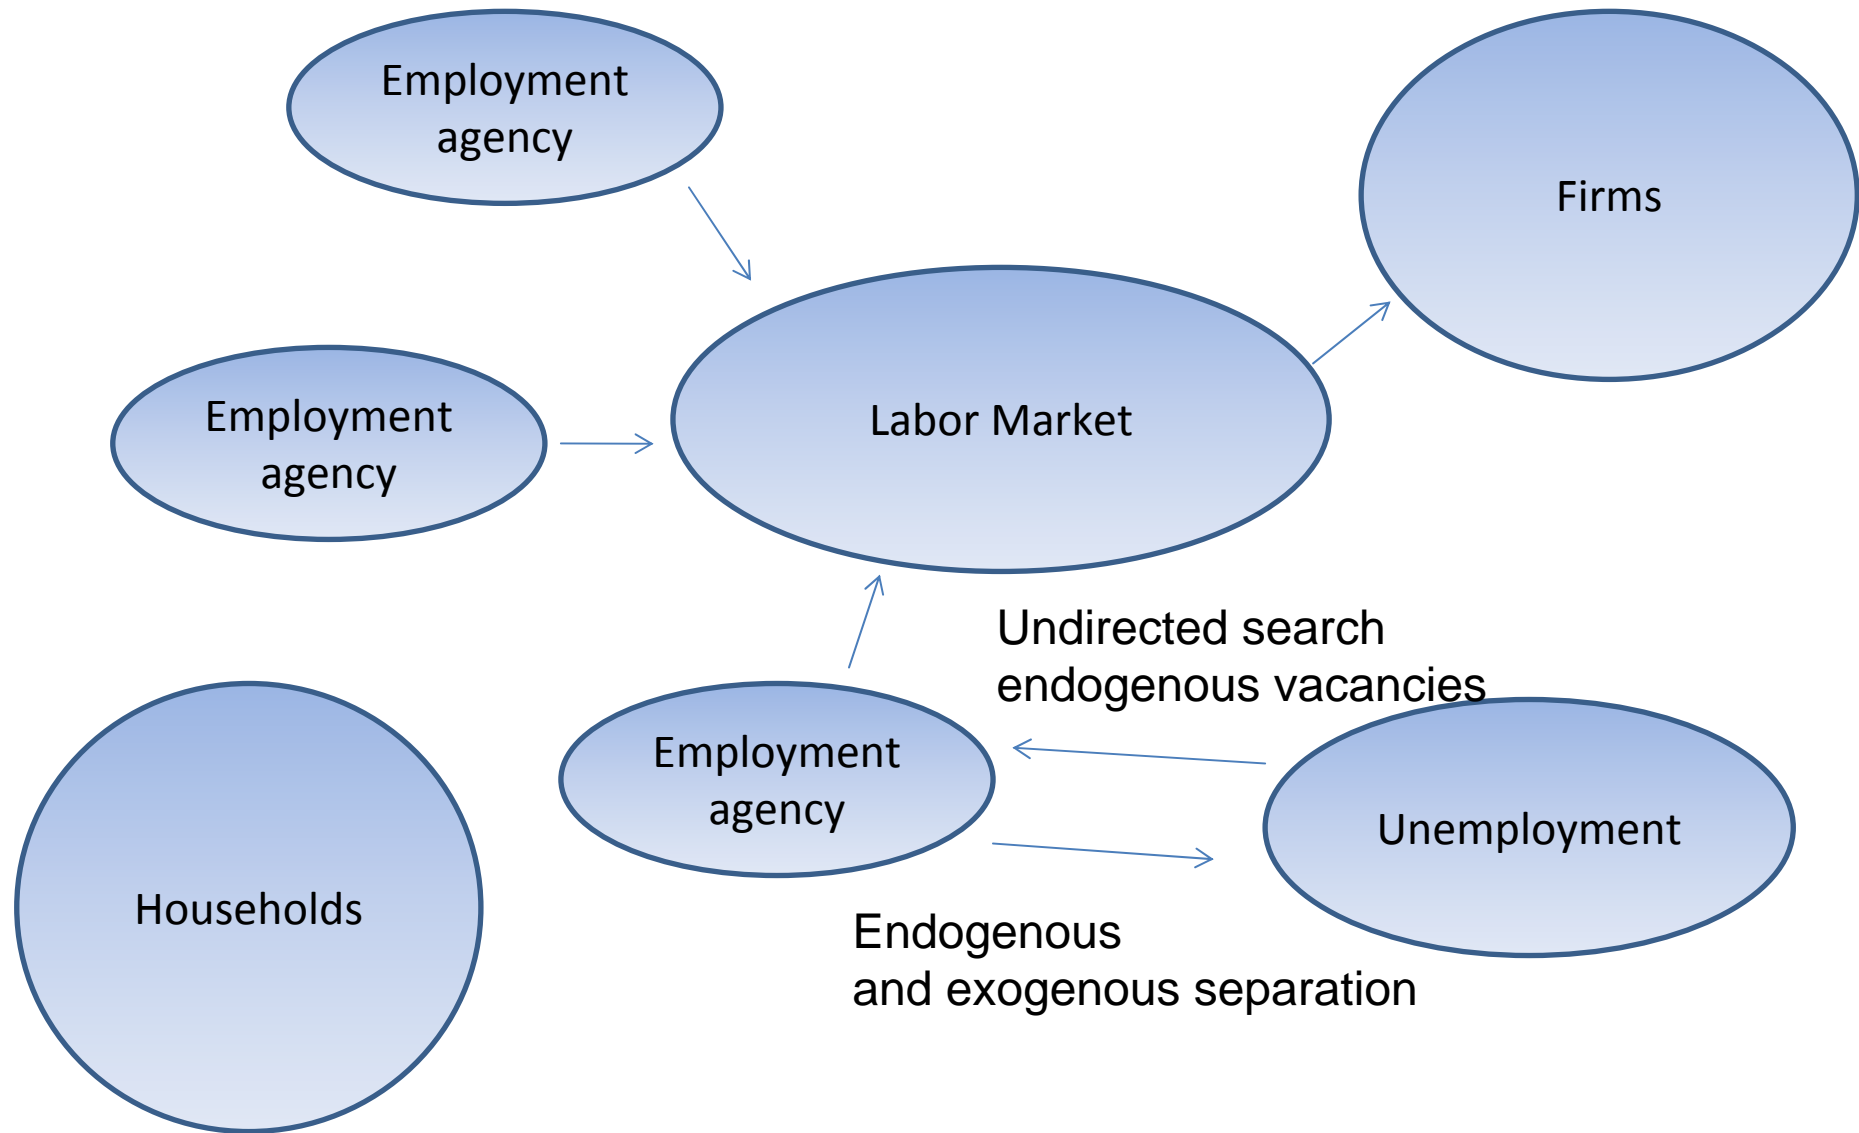 Employment
agency
Firms
Employment
agency
Labor Market
Undirected search
endogenous vacancies
Employment
agency
Unemployment
Households
Endogenous
and exogenous separation